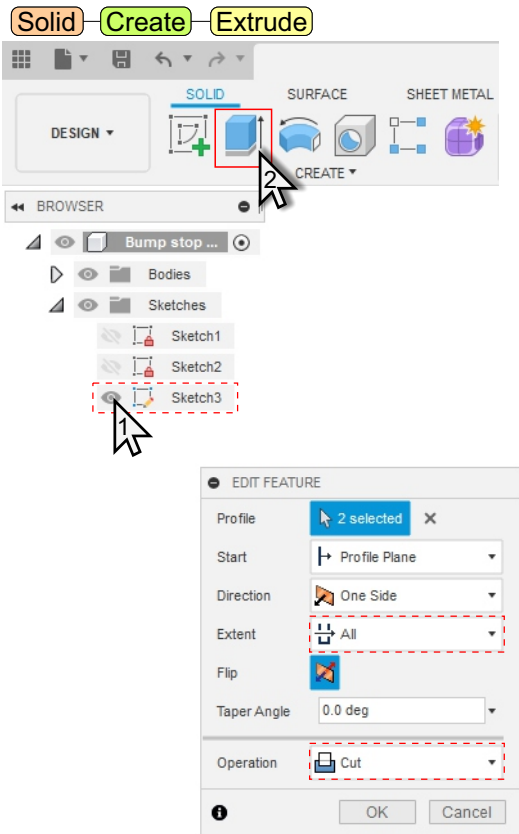 Solid Create Extrude
SOLID SURFACE SHEET METAL
DESIGN
2
CREATE
BROWSER
Bump stop ...
Bodies
Sketches
Sketch1
Sketch2
Sketch3
1
EDIT FEATURE
Profile 2 selected
Start Profile Plane
Direction One Side
Extent All
Flip
Taper Angle 0.0 deg
Operation Cut
OK Cancel